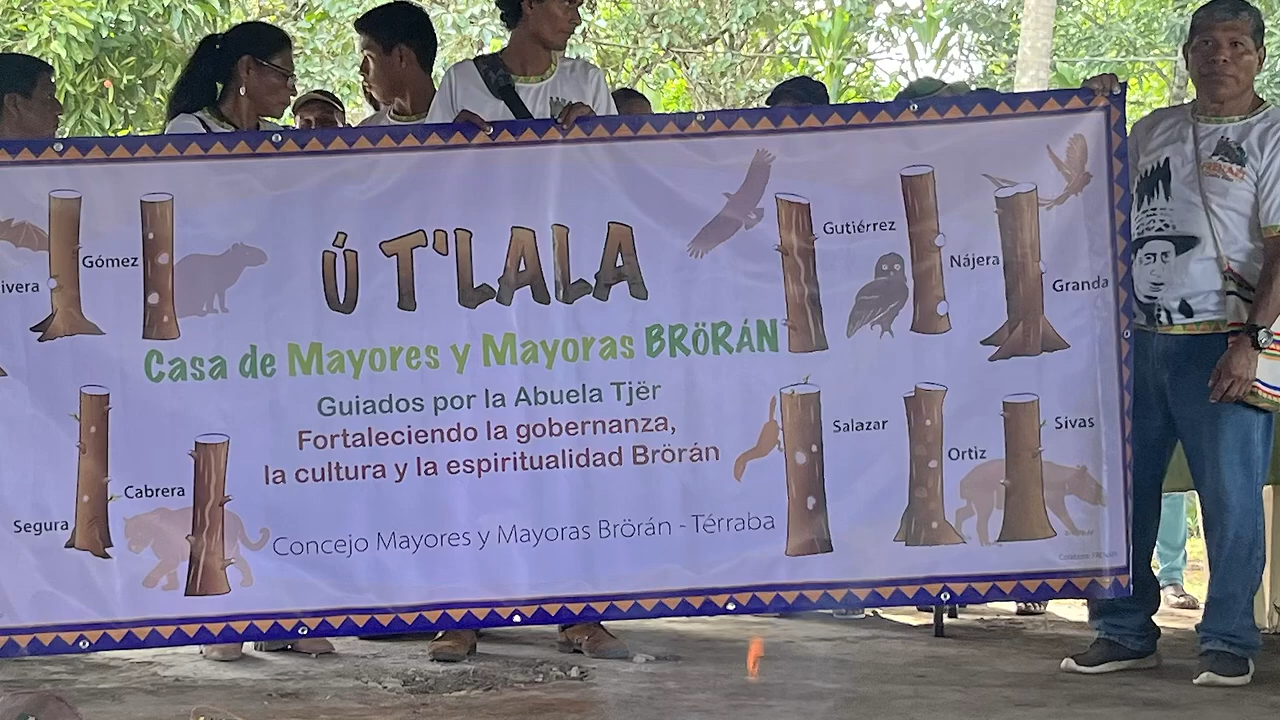 ivera
Gómez
Ú T'LALA
Casa de Mayores y Mayoras BRÖRÁN
Guiados por la Abuela Tjër
Fortaleciendo la gobernanza,
la cultura y la espiritualidad Brörán
Concejo Mayores y Mayoras Brörán - Térraba
Segura
Cabrera
Gutiérrez
Nájera
Granda
Salazar
Ortiz
Sivas